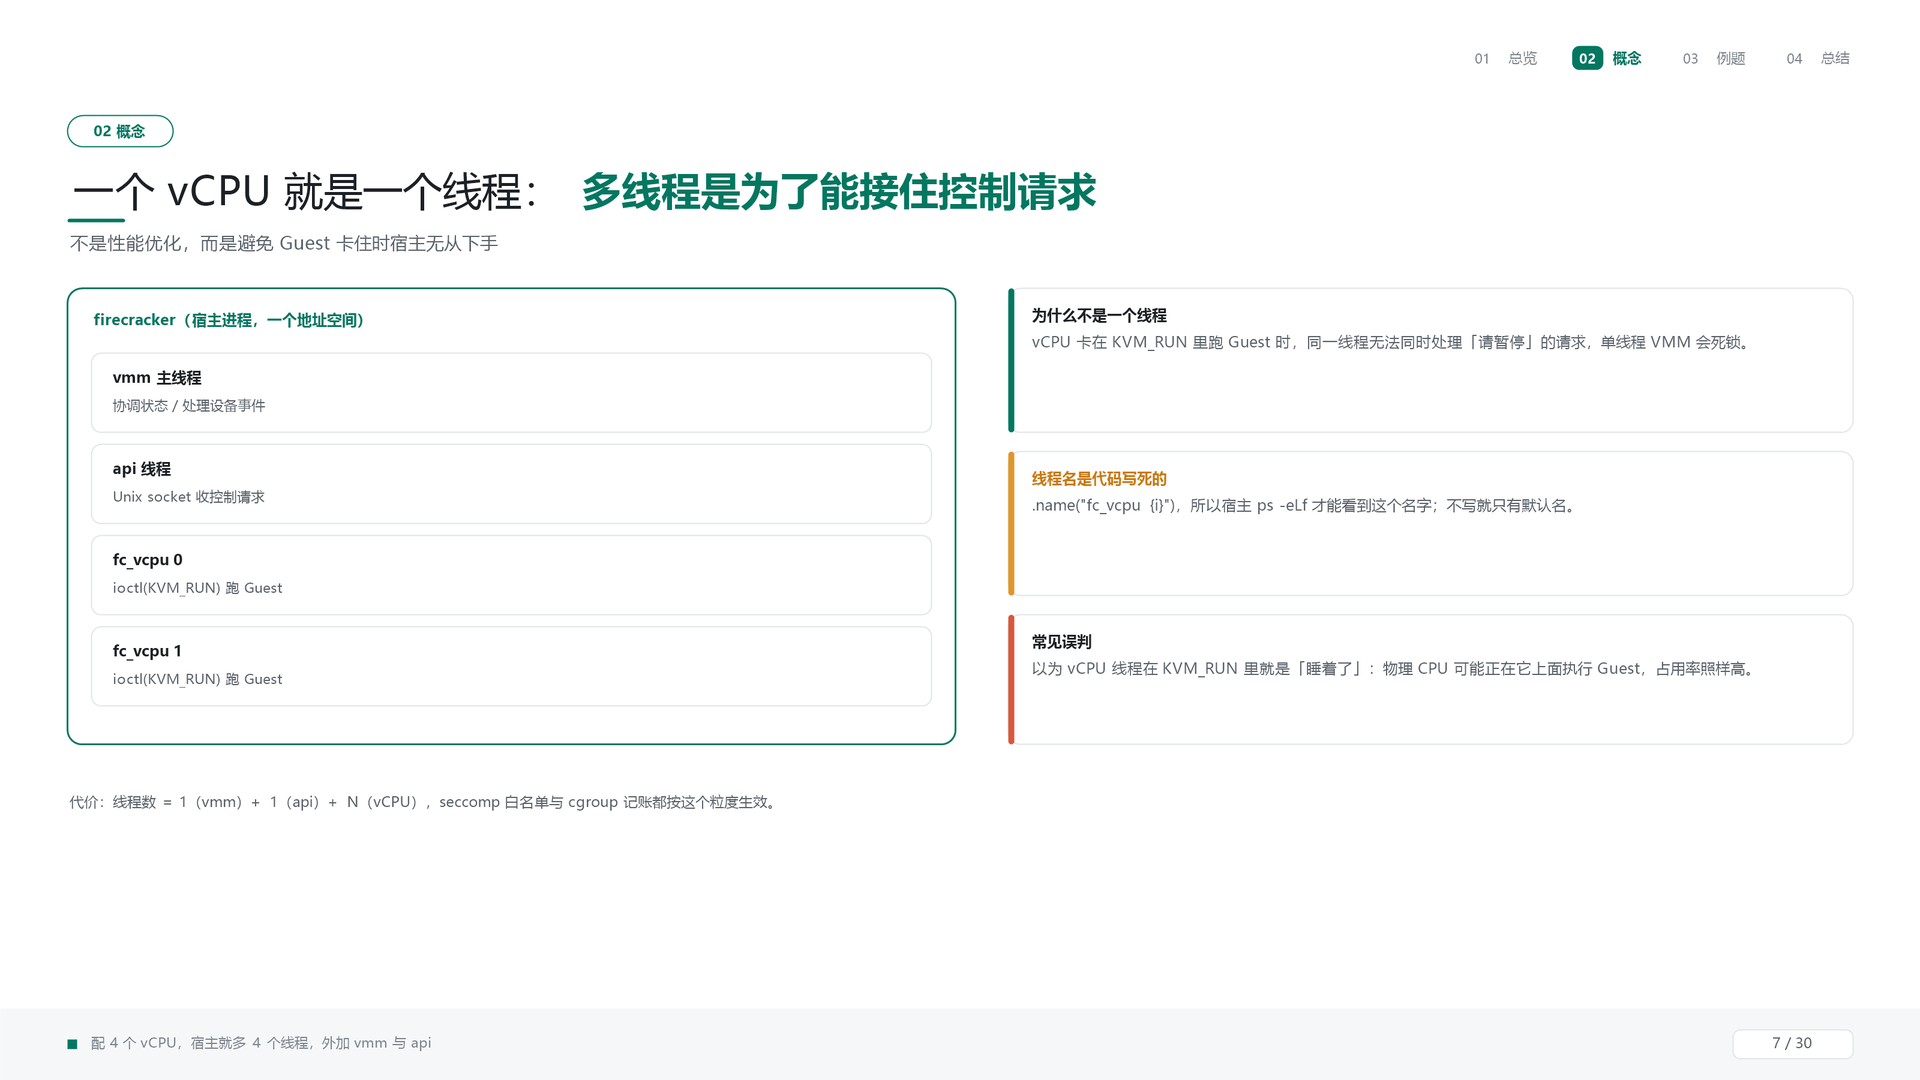 01 总览 02 概念 03 例题 04 总结
02 概念
一个 vCPU 就是一个线程： 多线程是为了能接住控制请求
不是性能优化，而是避免 Guest 卡住时宿主无从下手
firecracker（宿主进程，一个地址空间）
vmm 主线程
协调状态 / 处理设备事件
api 线程
Unix socket 收控制请求
fc_vcpu 0
ioctl(KVM_RUN) 跑 Guest
fc_vcpu 1
ioctl(KVM_RUN) 跑 Guest
为什么不是一个线程
vCPU 卡在 KVM_RUN 里跑 Guest 时，同一线程无法同时处理「请暂停」的请求，单线程 VMM 会死锁。
线程名是代码写死的
.name("fc_vcpu {i}")，所以宿主 ps -eLf 才能看到这个名字；不写就只有默认名。
常见误判
以为 vCPU 线程在 KVM_RUN 里就是「睡着了」：物理 CPU 可能正在它上面执行 Guest，占用率照样高。
代价：线程数 = 1（vmm）+ 1（api）+ N（vCPU），seccomp 白名单与 cgroup 记账都按这个粒度生效。
配 4 个 vCPU，宿主就多 4 个线程，外加 vmm 与 api
7 / 30